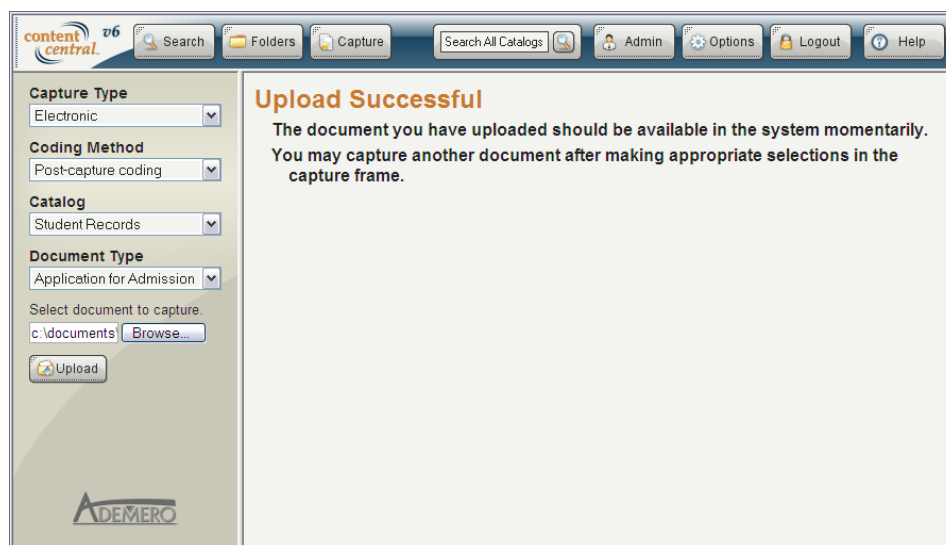 content central. v6
Search
Folders
Capture
Search All Catalogs
Admin
Options
Logout
Help
Capture Type
Electronic
Coding Method
Post-capture coding
Catalog
Student Records
Document Type
Application for Admission
Select document to capture.
c:\documents\ Browse...
Upload
ADEMERO
Upload Successful
The document you have uploaded should be available in the system momentarily.
You may capture another document after making appropriate selections in the
capture frame.